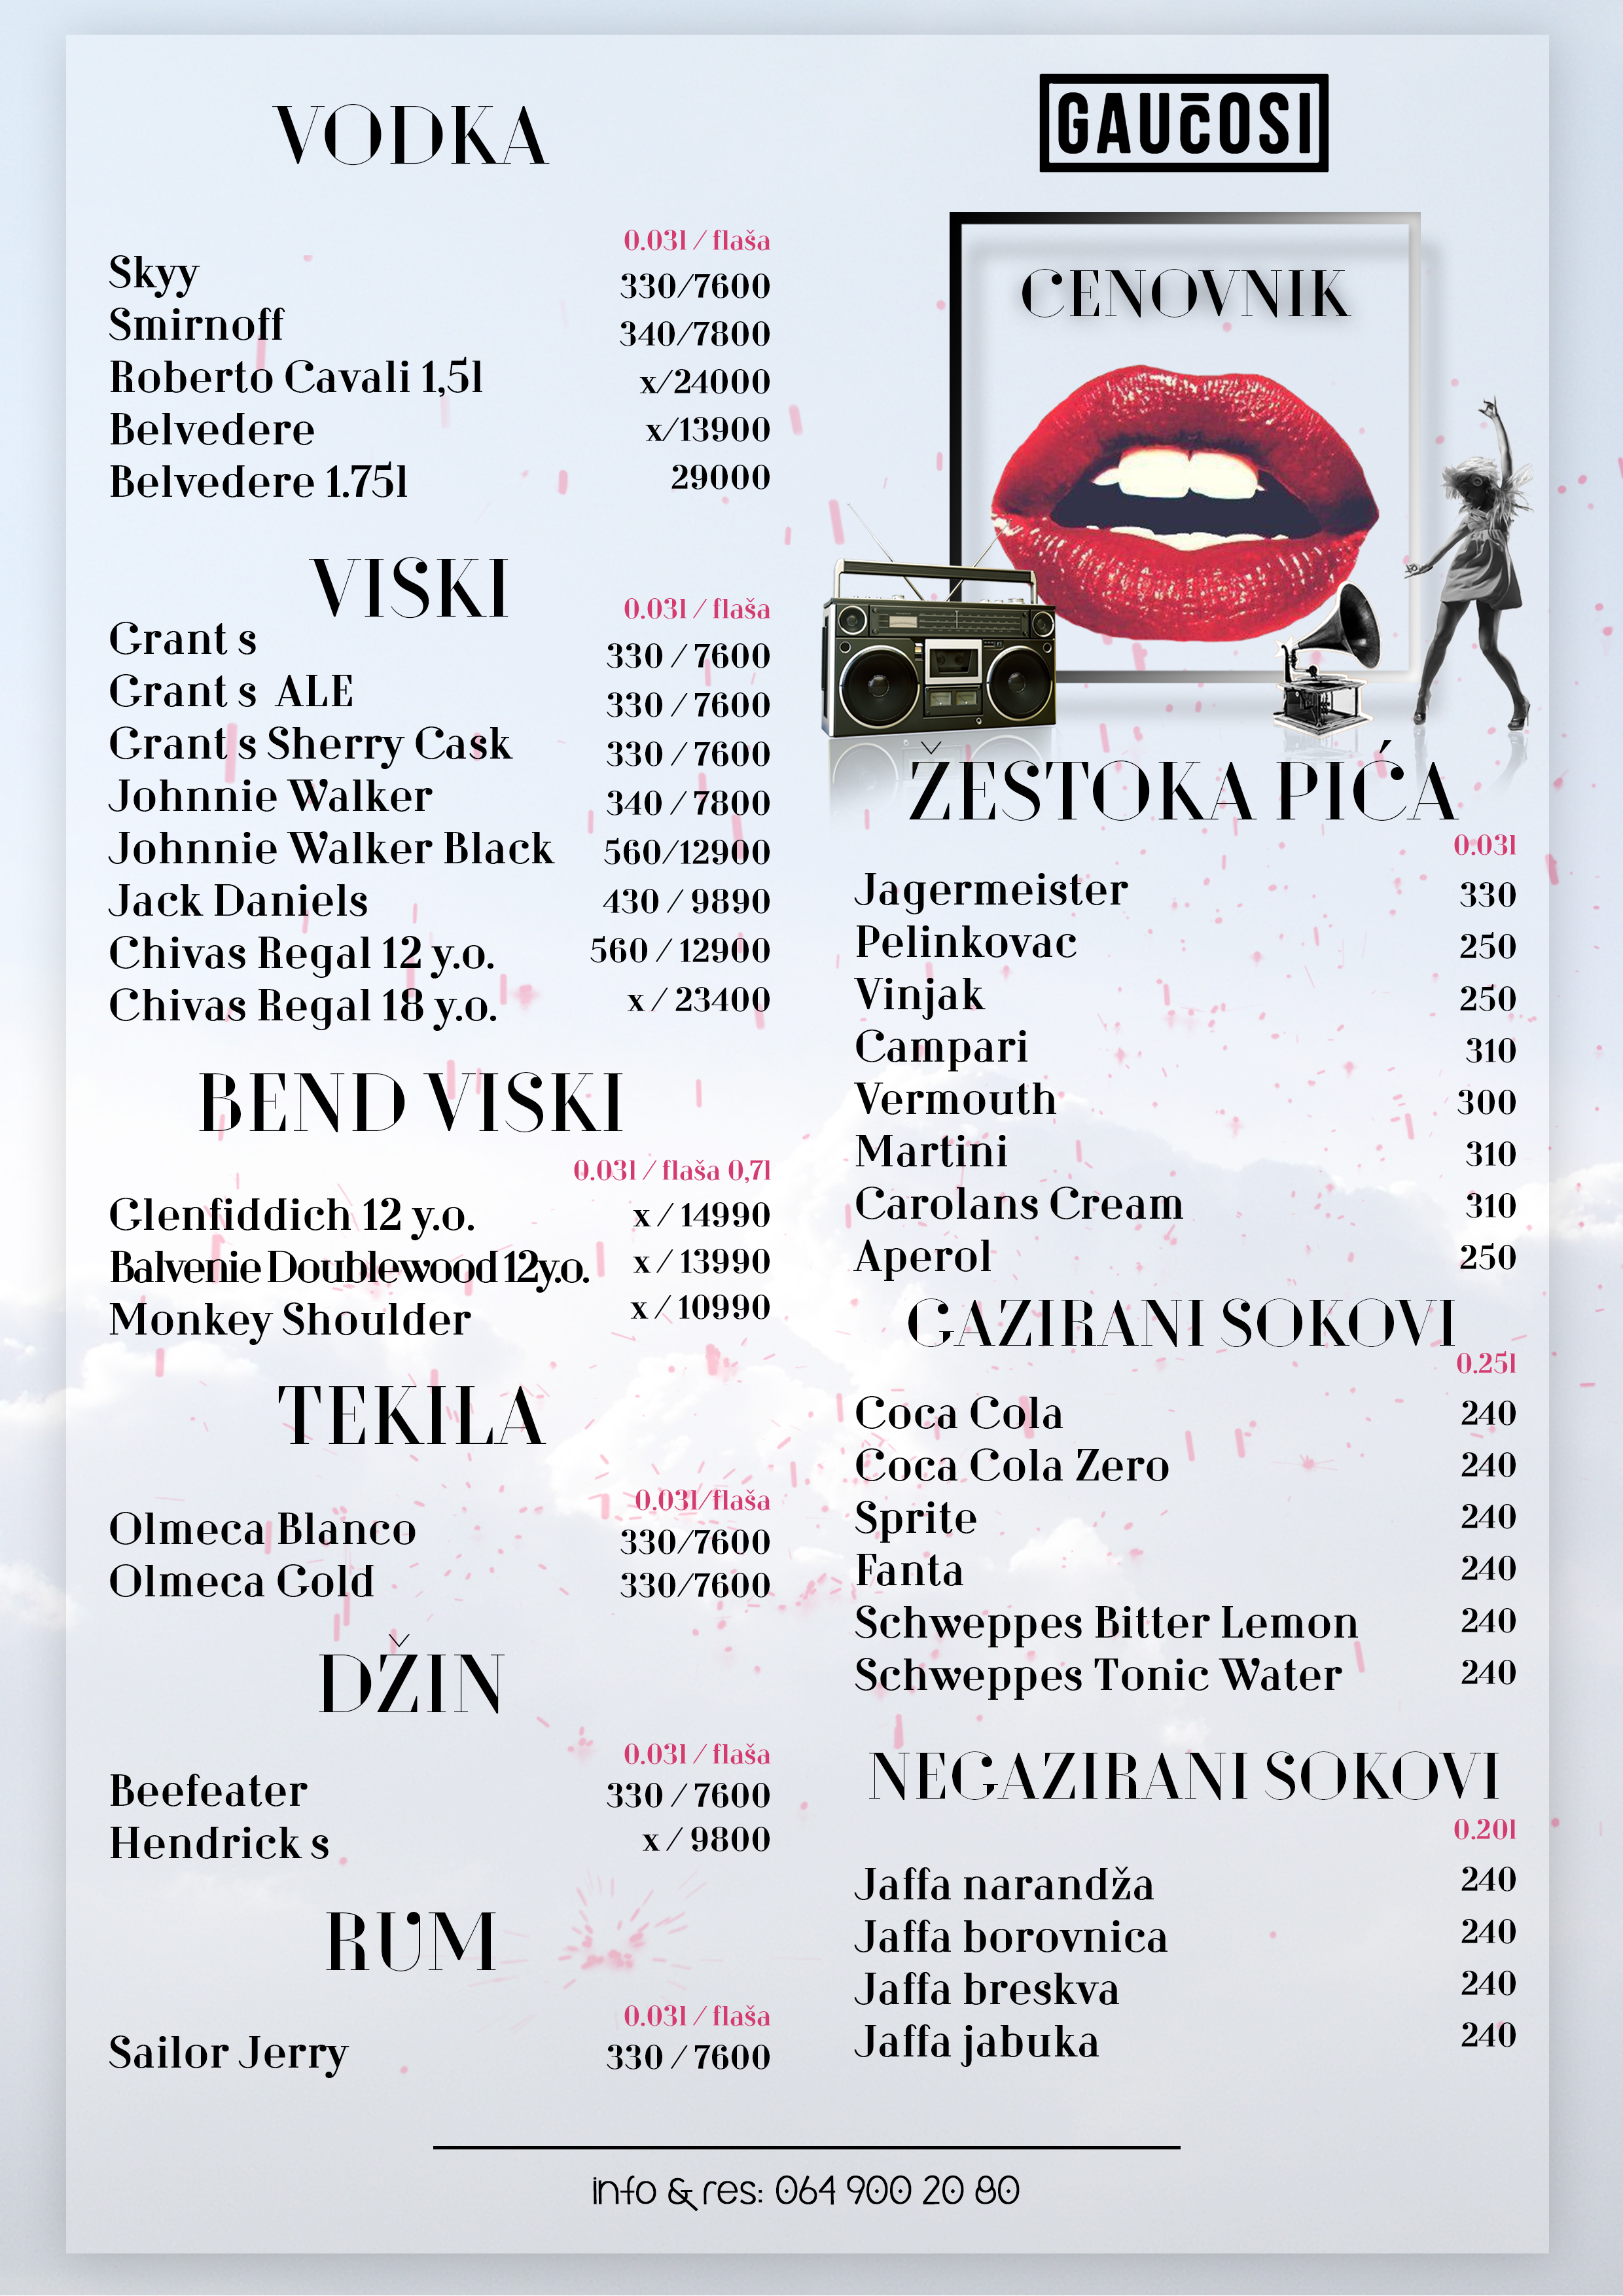 VODKA
0.03l / flaša
Skyy 330/7600
Smirnoff 340/7800
Roberto Cavali 1,5l x/24000
Belvedere x/13900
Belvedere 1.75l 29000
VISKI
0.03l / flaša
Grant s 330 / 7600
Grant s ALE 330 / 7600
Grant s Sherry Cask 330 / 7600
Johnnie Walker 340 / 7800
Johnnie Walker Black 560/12900
Jack Daniels 430 / 9890
Chivas Regal 12 y.o. 560 / 12900
Chivas Regal 18 y.o. x / 23400
BEND VISKI
0.03l / flaša 0,7l
Glenfiddich 12 y.o. x / 14990
Balvenie Doublewood 12y.o. x / 13990
Monkey Shoulder x / 10990
TEKILA
0.03l/flaša
Olmeca Blanco 330/7600
Olmeca Gold 330/7600
DŽIN
0.03l / flaša
Beefeater 330 / 7600
Hendrick s x / 9800
RUM
0.03l / flaša
Sailor Jerry 330 / 7600
GAUČOSI
CENOVNIK
ŽESTOKA PIĆA
0.03l
Jagermeister 330
Pelinkovac 250
Vinjak 250
Campari 310
Vermouth 300
Martini 310
Carolans Cream 310
Aperol 250
GAZIRANI SOKOVI
0.25l
Coca Cola 240
Coca Cola Zero 240
Sprite 240
Fanta 240
Schweppes Bitter Lemon 240
Schweppes Tonic Water 240
NEGAZIRANI SOKOVI
0.20l
Jaffa narandža 240
Jaffa borovnica 240
Jaffa breskva 240
Jaffa jabuka 240
info & res: 064 900 20 80